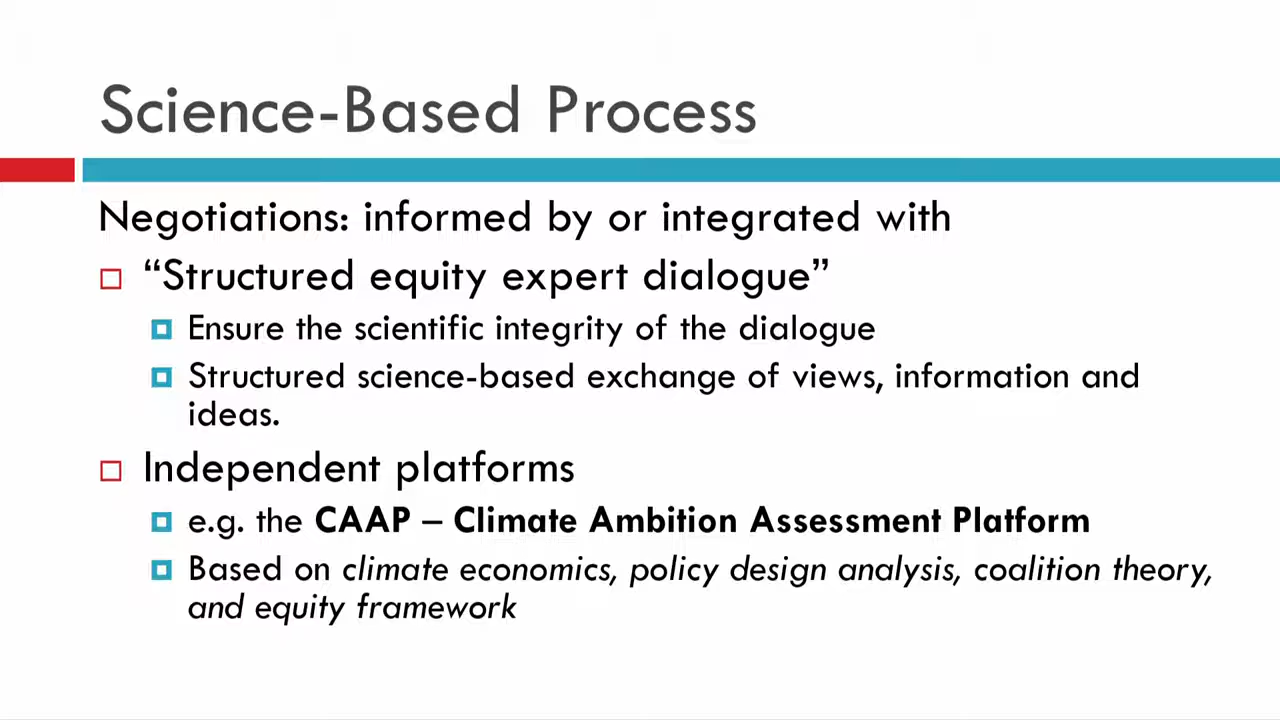 Science-Based Process
Negotiations: informed by or integrated with
“Structured equity expert dialogue”
Ensure the scientific integrity of the dialogue
Structured science-based exchange of views, information and
ideas.
Independent platforms
e.g. the CAAP – Climate Ambition Assessment Platform
Based on climate economics, policy design analysis, coalition theory,
and equity framework